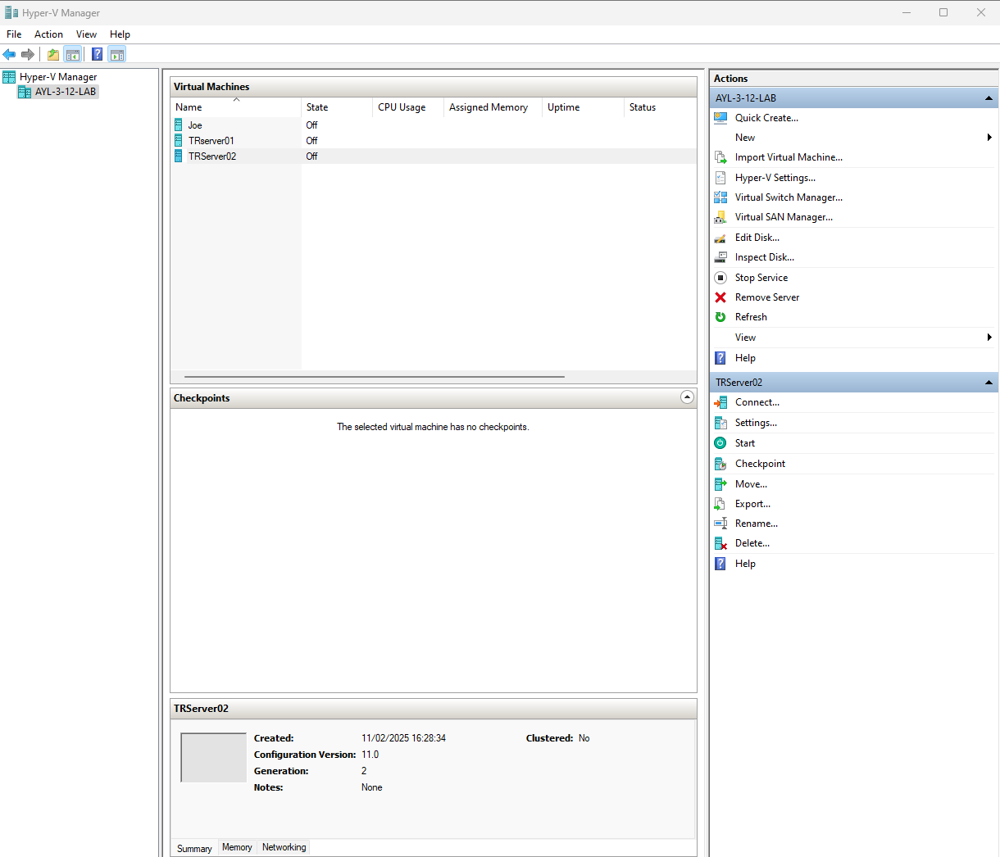 Hyper-V Manager
File Action View Help
Hyper-V Manager
AYL-3-12-LAB
Virtual Machines
Name State CPU Usage Assigned Memory Uptime Status
Joe Off
TRserver01 Off
TRServer02 Off
Checkpoints
The selected virtual machine has no checkpoints.
TRServer02
Created: 11/02/2025 16:28:34 Clustered: No
Configuration Version: 11.0
Generation: 2
Notes: None
Summary Memory Networking
Actions
AYL-3-12-LAB
Quick Create...
New
Import Virtual Machine...
Hyper-V Settings...
Virtual Switch Manager...
Virtual SAN Manager...
Edit Disk...
Inspect Disk...
Stop Service
Remove Server
Refresh
View
Help
TRServer02
Connect...
Settings...
Start
Checkpoint
Move...
Export...
Rename...
Delete...
Help